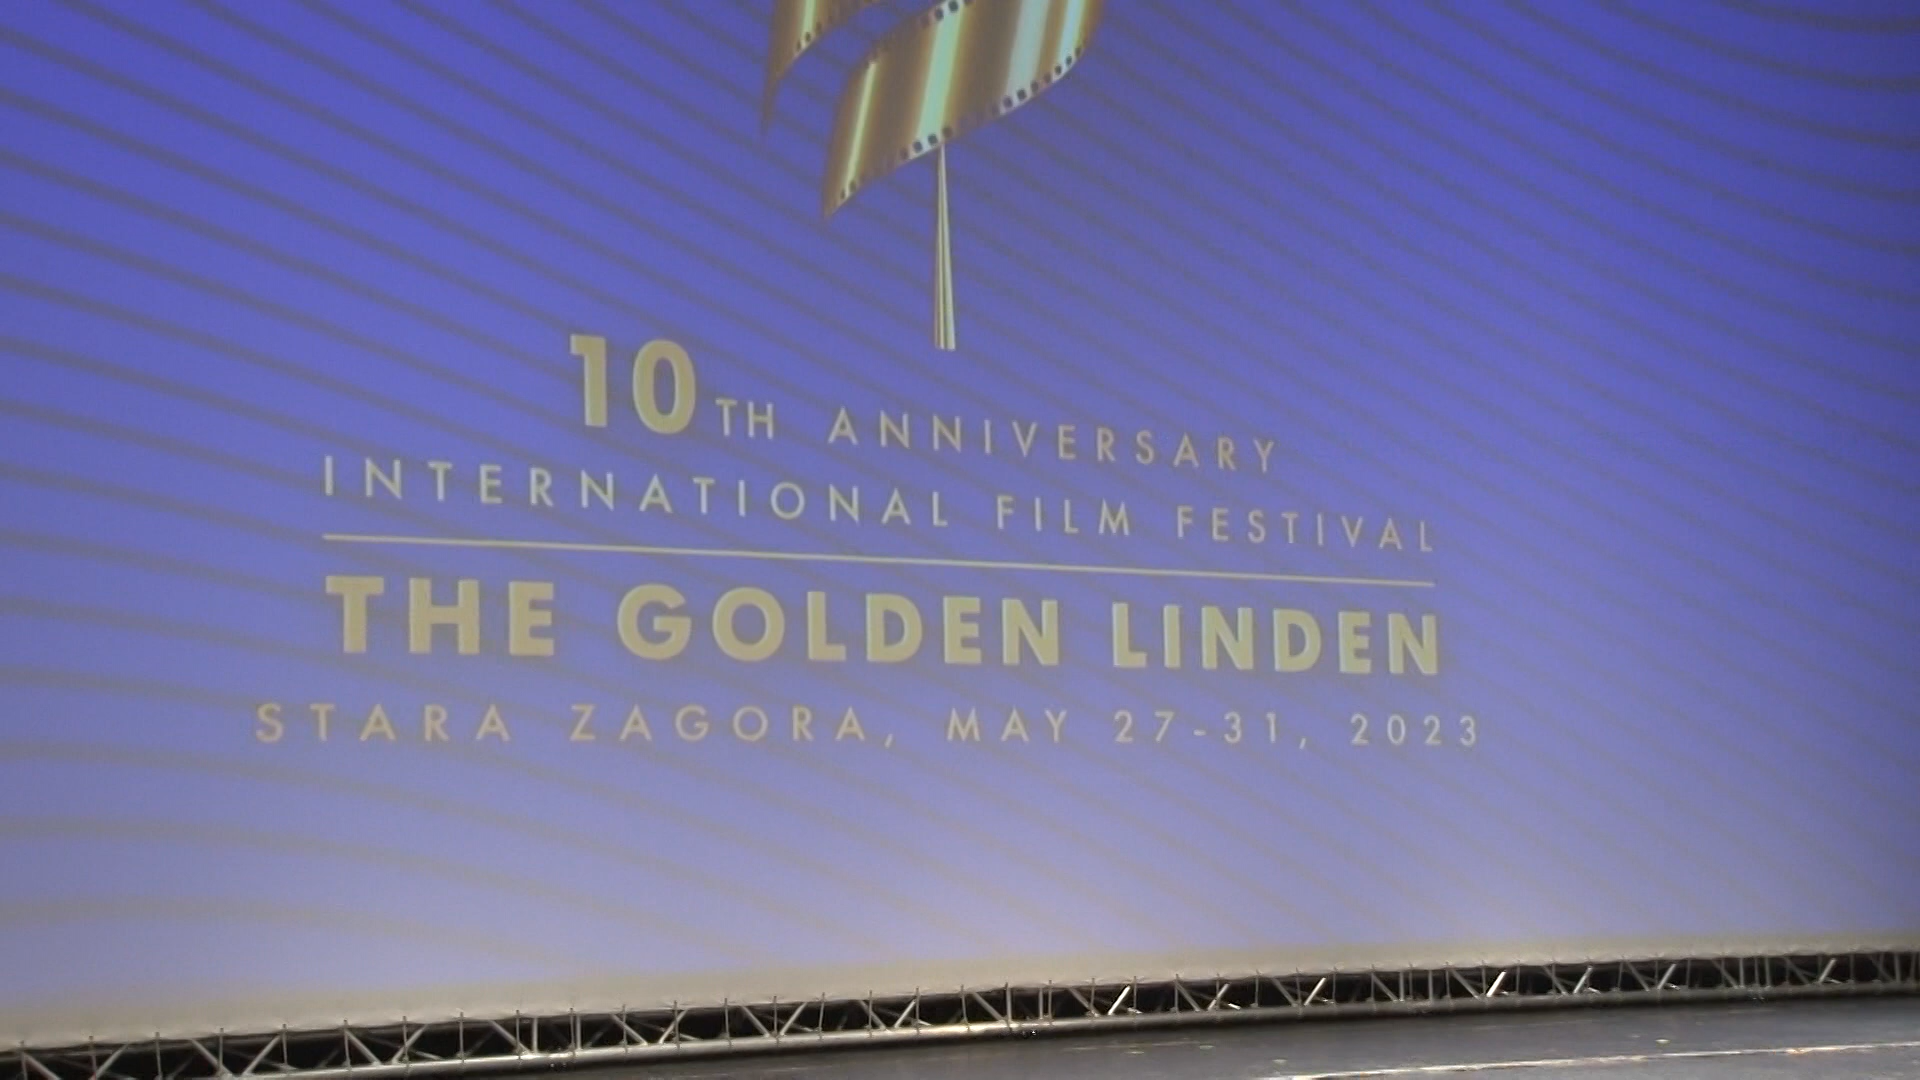 10TH ANNIVERSARY
INTERNATIONAL FILM FESTIVAL
THE GOLDEN LINDEN
STARA ZAGORA, MAY 27-31, 2023